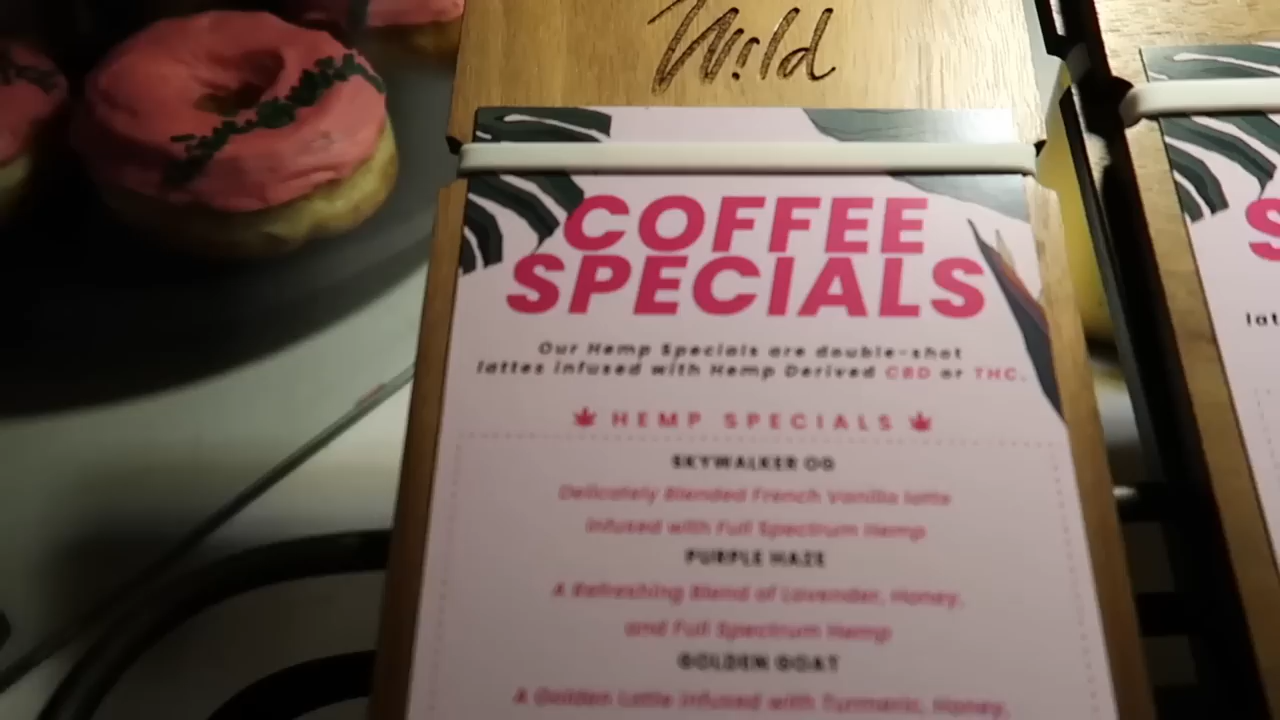 Wild
COFFEE
SPECIALS
Our Hemp Specials are double-shot
lattes infused with Hemp Derived CBD or THC.
HEMP SPECIALS
SKYWALKER OG
Delicately Blended French Vanilla latte
infused with Full Spectrum Hemp
PURPLE HAZE
A Refreshing Blend of Lavender, Honey,
and Full Spectrum Hemp
GOLDEN GOAT
A Golden Latte infused with Turmeric, Honey,
S
lat